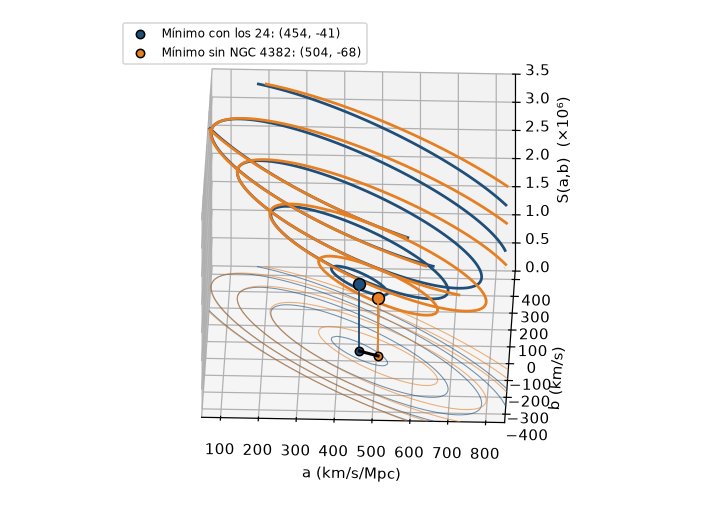 Mínimo con los 24: (454, -41)
Mínimo sin NGC 4382: (504, -68)
3.5
3.0
2.5
2.0
1.5
1.0
0.5
0.0
S(a,b) (×10⁶)
400
300
200
100
0
−100
−200
−300
−400
b (km/s)
100 200 300 400 500 600 700 800
a (km/s/Mpc)